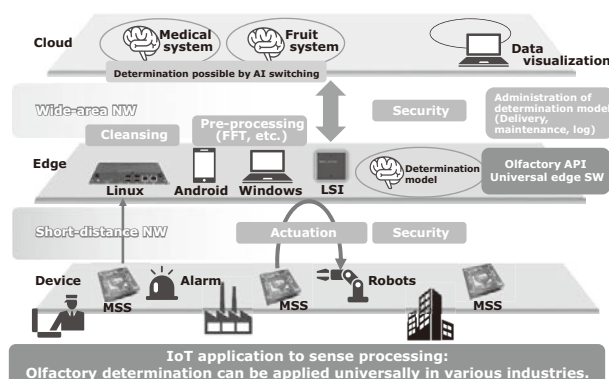 Cloud
Medical
system
Fruit
system
Data
visualization
Determination possible by AI switching
Wide-area NW
Security
Administration of
determination model
(Delivery,
maintenance, log)
Cleansing
Pre-processing
(FFT, etc.)
Edge
Linux
Android
Windows
LSI
Determination
model
Olfactory API
Universal edge SW
Short-distance NW
Actuation
Security
Device
MSS
Alarm
MSS
Robots
MSS
IoT application to sense processing:
Olfactory determination can be applied universally in various industries.